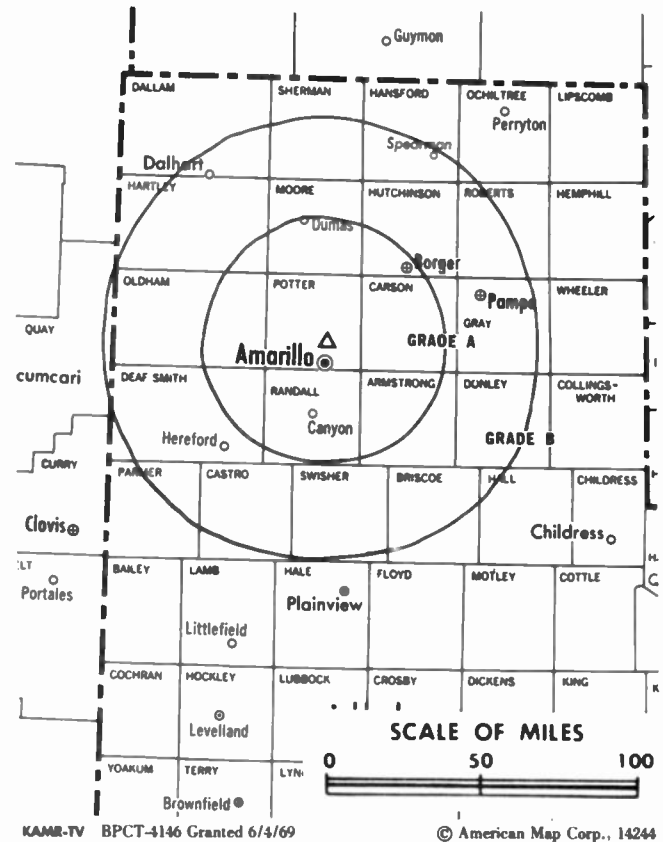 Guymon
DALLAM
SHERMAN
HANSFORD
OCHILTREE
LIPSCOMB
Perryton
Spearman
Dalhart
HARTLEY
MOORE
HUTCHINSON
ROBERTS
HEMPHILL
Dumas
Borger
OLDHAM
POTTER
CARSON
WHEELER
Pampa
GRAY
QUAY
GRADE A
Amarillo
cumcari
DEAF SMITH
RANDALL
ARMSTRONG
DONLEY
COLLINGS-
WORTH
Canyon
Hereford
GRADE B
CURRY
PARMER
CASTRO
SWISHER
BRISCOE
HALL
CHILDRESS
Clovis
Childress
LT
BAILEY
LAMB
HALE
FLOYD
MOTLEY
COTTLE
Portales
Plainview
Littlefield
COCHRAN
HOCKLEY
LUBBOCK
CROSBY
DICKENS
KING
Levelland
SCALE OF MILES
0 50 100
YOAKUM
TERRY
LYN
Brownfield
KAMR-TV BPCT-4146 Granted 6/4/69 © American Map Corp., 14244